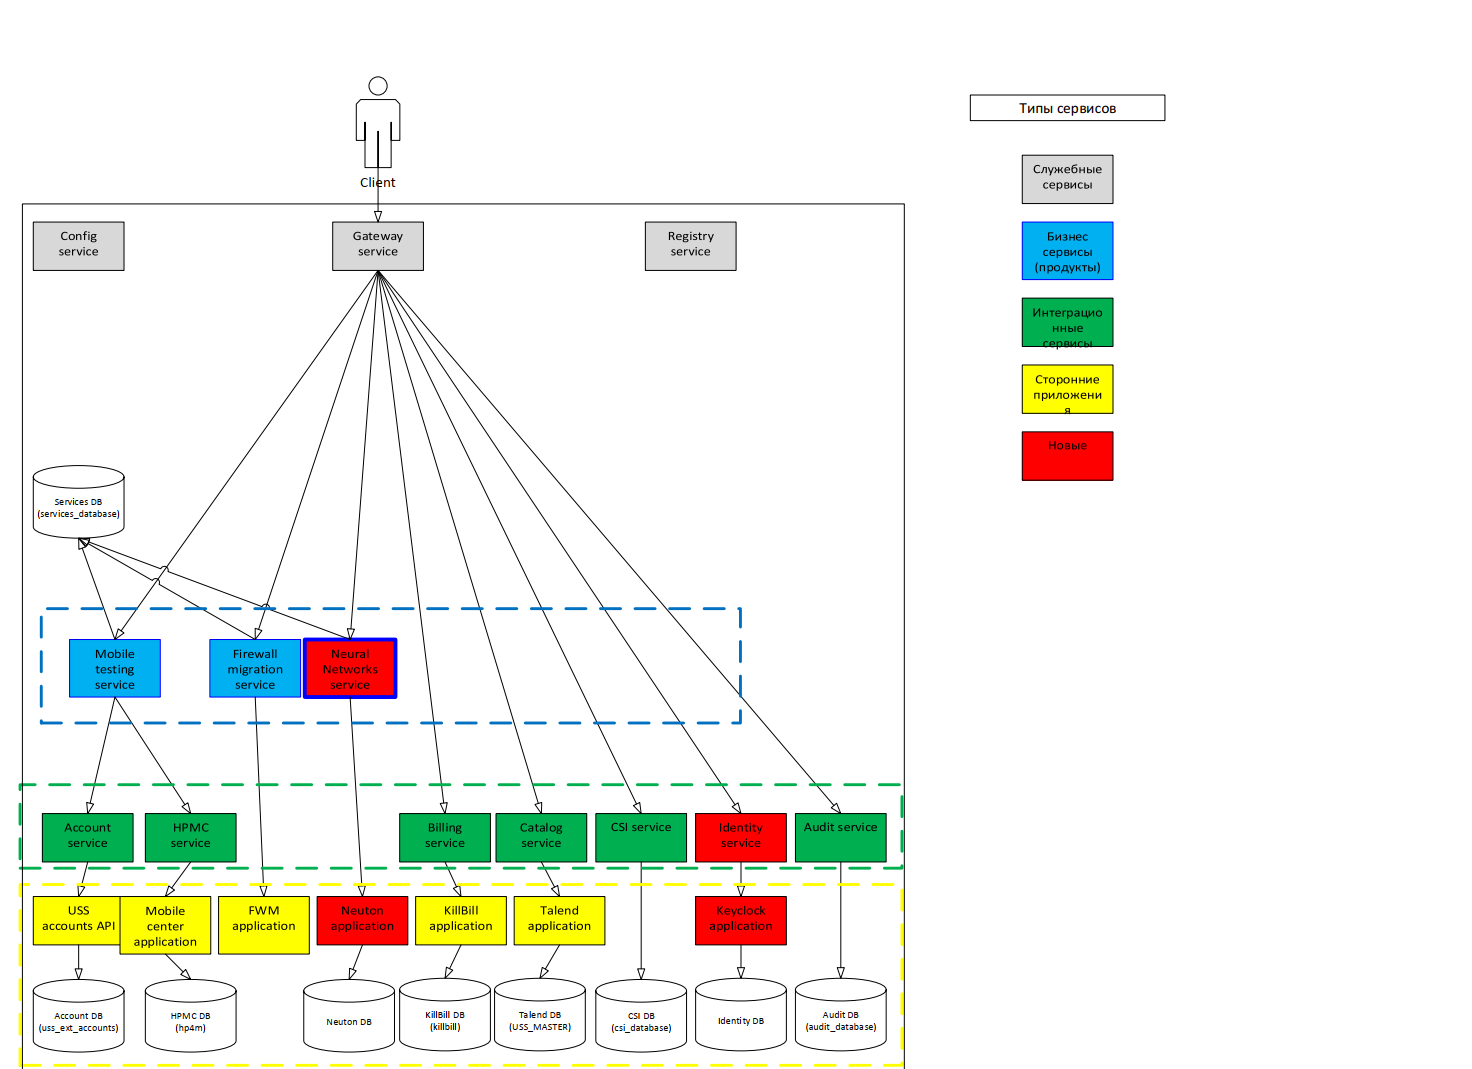 Типы сервисов
Client
Служебные
сервисы
Config
service
Gateway
service
Registry
service
Бизнес
сервисы
(продукты)
Интеграцио
нные
сервисы
Сторонние
приложени
я
Новые
Services DB
(services_database)
Mobile
testing
service
Firewall
migration
service
Neural
Networks
service
Account
service
HPMC
service
Billing
service
Catalog
service
CSI service
Identity
service
Audit service
USS
accounts API
Mobile
center
application
FWM
application
Neuton
application
KillBill
application
Talend
application
Keyclock
application
Account DB
(uss_ext_accounts)
HPMC DB
(hp4m)
Neuton DB
KillBill DB
(killbill)
Talend DB
(USS_MASTER)
CSI DB
(csi_database)
Identity DB
Audit DB
(audit_database)